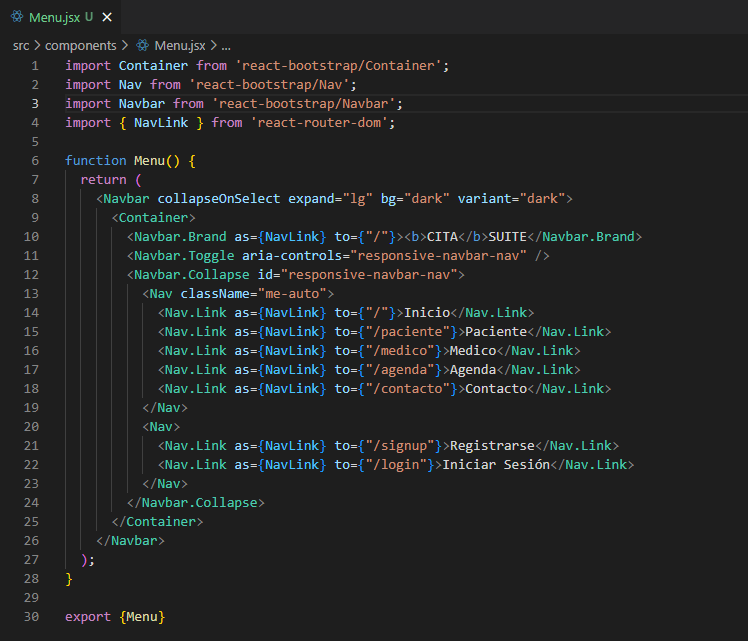 Menu.jsx U ×
src > components > Menu.jsx > ...
1 import Container from 'react-bootstrap/Container';
2 import Nav from 'react-bootstrap/Nav';
3 import Navbar from 'react-bootstrap/Navbar';
4 import { NavLink } from 'react-router-dom';
5
6 function Menu() {
7   return (
8     <Navbar collapseOnSelect expand="lg" bg="dark" variant="dark">
9       <Container>
10         <Navbar.Brand as={NavLink} to={"/"}><b>CITA</b>SUITE</Navbar.Brand>
11         <Navbar.Toggle aria-controls="responsive-navbar-nav" />
12         <Navbar.Collapse id="responsive-navbar-nav">
13           <Nav className="me-auto">
14             <Nav.Link as={NavLink} to={"/"}>Inicio</Nav.Link>
15             <Nav.Link as={NavLink} to={"/paciente"}>Paciente</Nav.Link>
16             <Nav.Link as={NavLink} to={"/medico"}>Medico</Nav.Link>
17             <Nav.Link as={NavLink} to={"/agenda"}>Agenda</Nav.Link>
18             <Nav.Link as={NavLink} to={"/contacto"}>Contacto</Nav.Link>
19           </Nav>
20           <Nav>
21             <Nav.Link as={NavLink} to={"/signup"}>Registrarse</Nav.Link>
22             <Nav.Link as={NavLink} to={"/login"}>Iniciar Sesión</Nav.Link>
23           </Nav>
24         </Navbar.Collapse>
25       </Container>
26     </Navbar>
27   );
28 }
29
30 export {Menu}